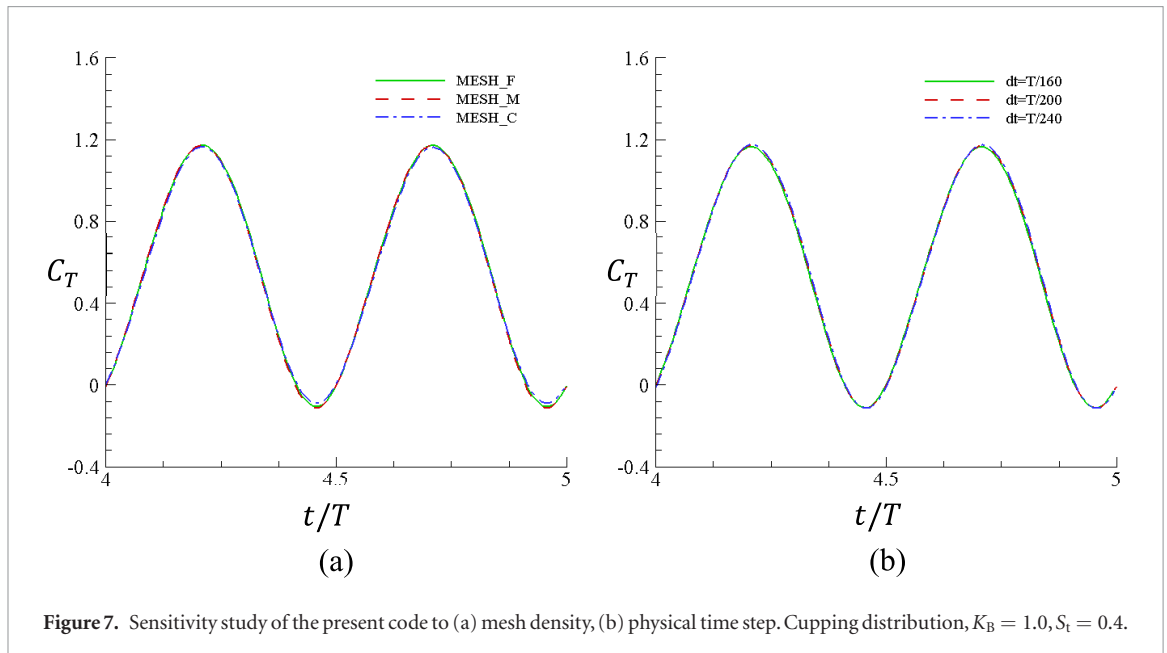 1.6
1.2
0.8
0.4
0
-0.4
C_T
4
4.5
5
t/T
MESH_F
MESH_M
MESH_C
(a)
1.6
1.2
0.8
0.4
0
-0.4
C_T
4
4.5
5
t/T
dt=T/160
dt=T/200
dt=T/240
(b)
Figure 7. Sensitivity study of the present code to (a) mesh density, (b) physical time step. Cupping distribution, K_B = 1.0, S_t = 0.4.